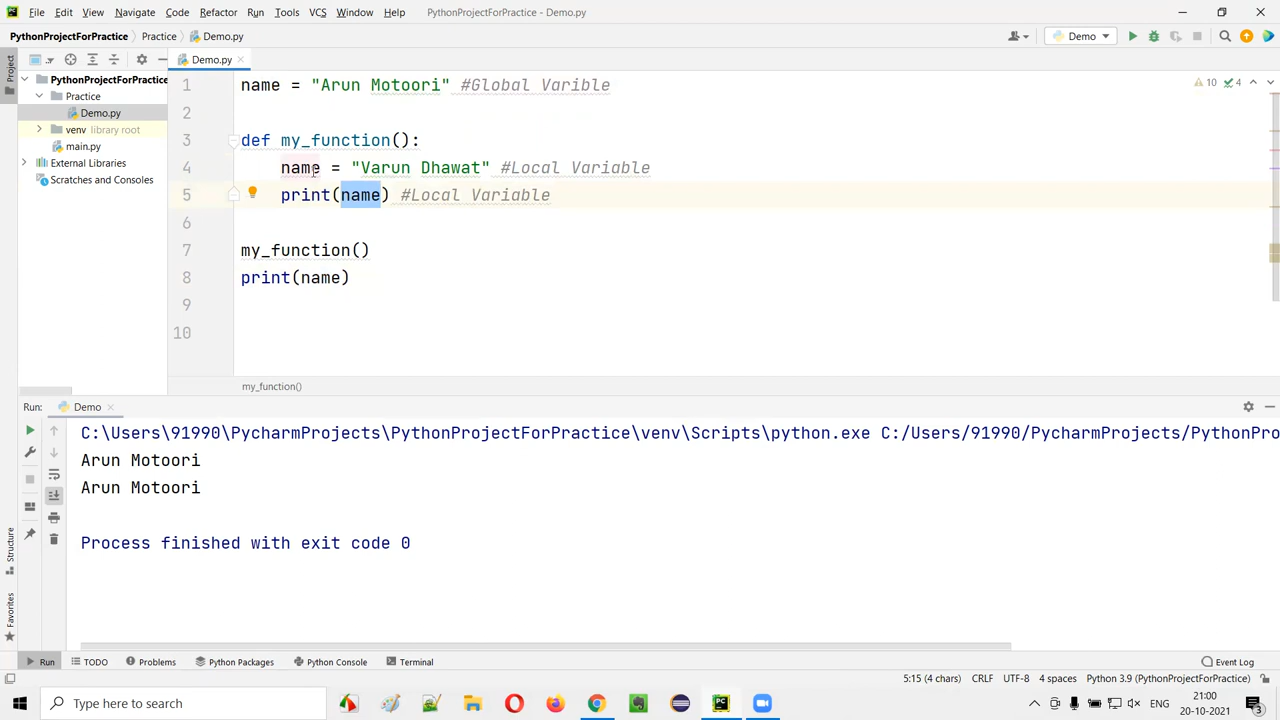 File Edit View Navigate Code Refactor Run Tools VCS Window Help PythonProjectForPractice - Demo.py
PythonProjectForPractice Practice Demo.py Demo
Project
Demo.py
PythonProjectForPractice
Practice
Demo.py
venv library root
main.py
External Libraries
Scratches and Consoles
1 name = "Arun Motoori" #Global Varible
10 4
2
3 def my_function():
4 name = "Varun Dhawat" #Local Variable
5 print(name) #Local Variable
6
7 my_function()
8 print(name)
9
10
my_function()
Run: Demo
C:\Users\91990\PycharmProjects\PythonProjectForPractice\venv\Scripts\python.exe C:/Users/91990/PycharmProjects/PythonPro
Arun Motoori
Arun Motoori
Process finished with exit code 0
Structure
Favorites
Run TODO Problems Python Packages Python Console Terminal Event Log
5:15 (4 chars) CRLF UTF-8 4 spaces Python 3.9 (PythonProjectForPractice)
Type here to search
ENG
21:00
20-10-2021
3